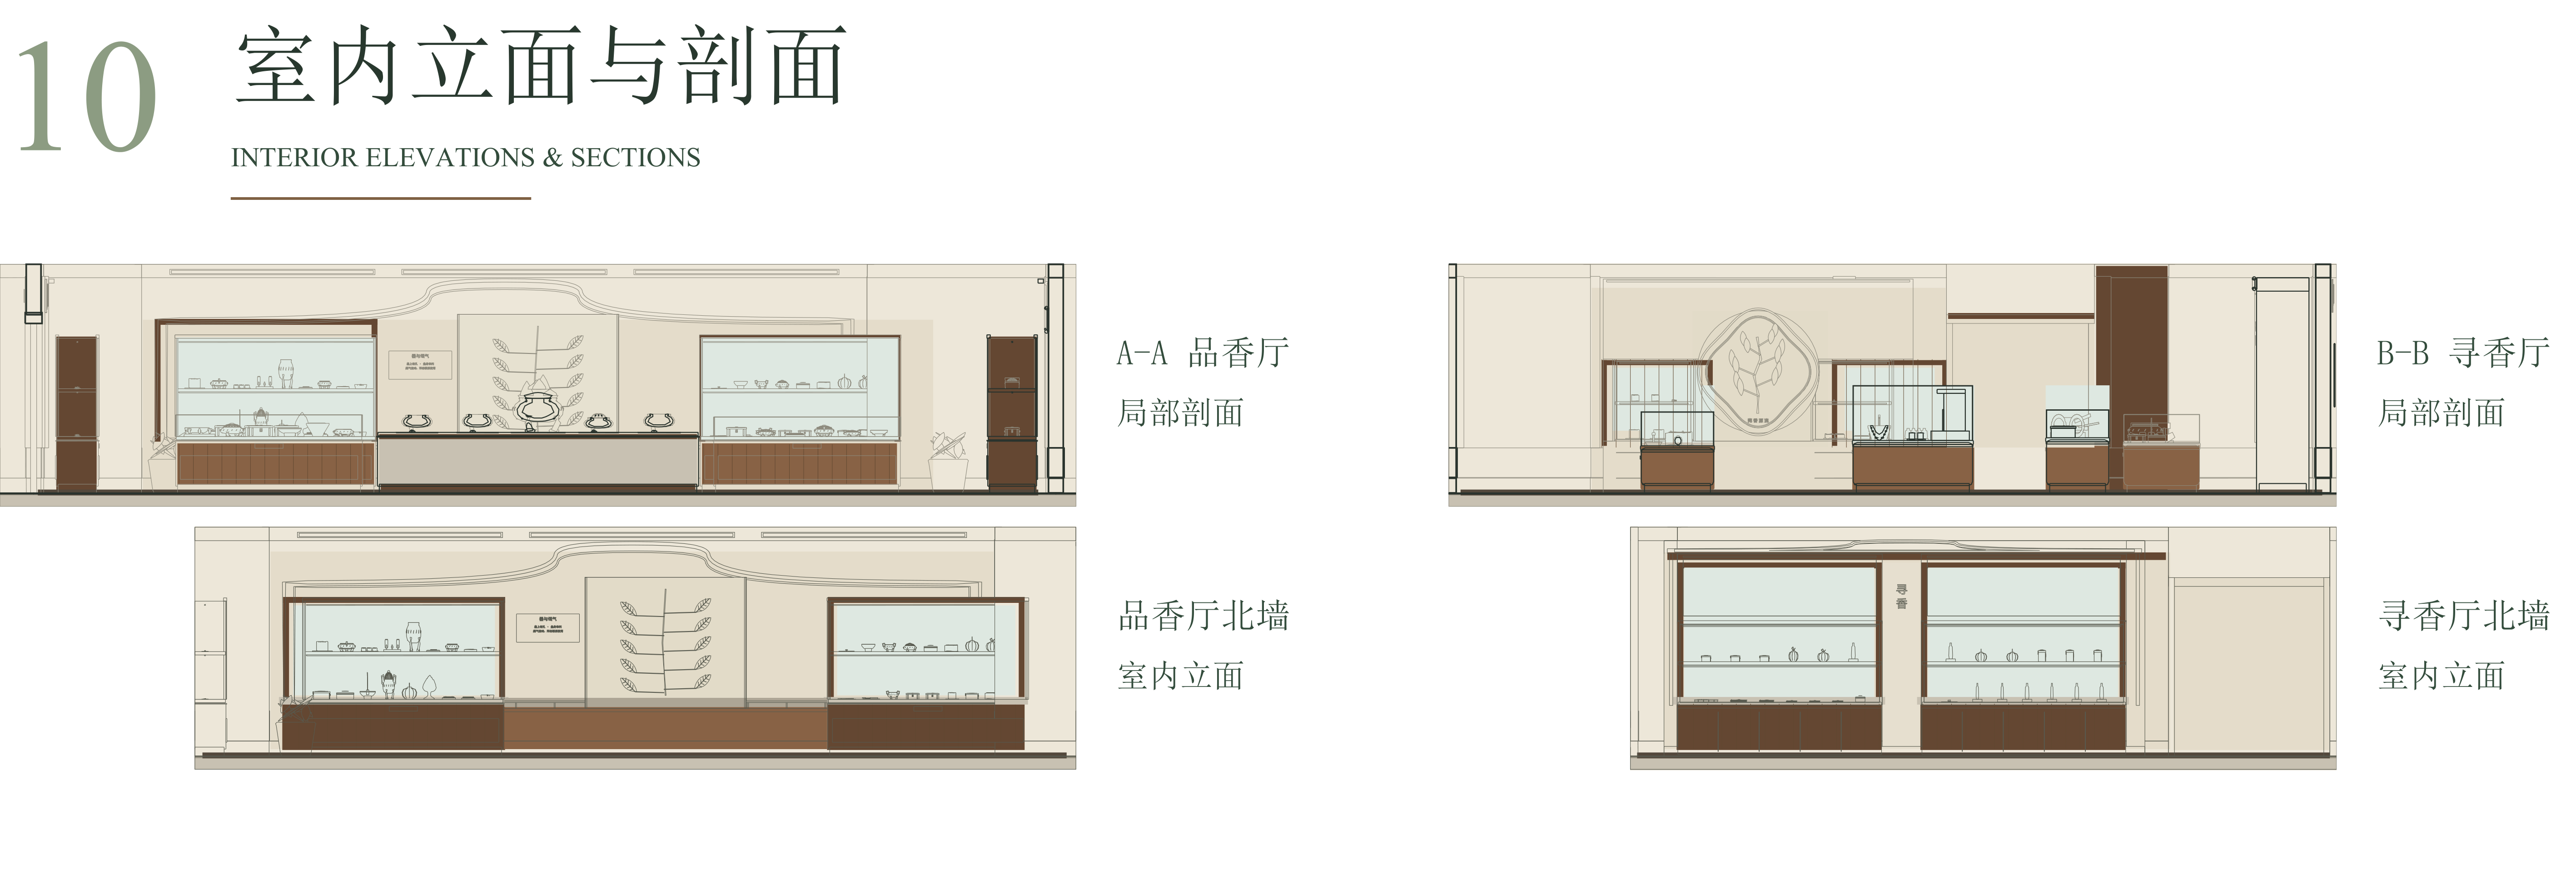 10
室内立面与剖面
INTERIOR ELEVATIONS & SECTIONS
A-A 品香厅
局部剖面
B-B 寻香厅
局部剖面
品香厅北墙
室内立面
寻香
寻香厅北墙
室内立面